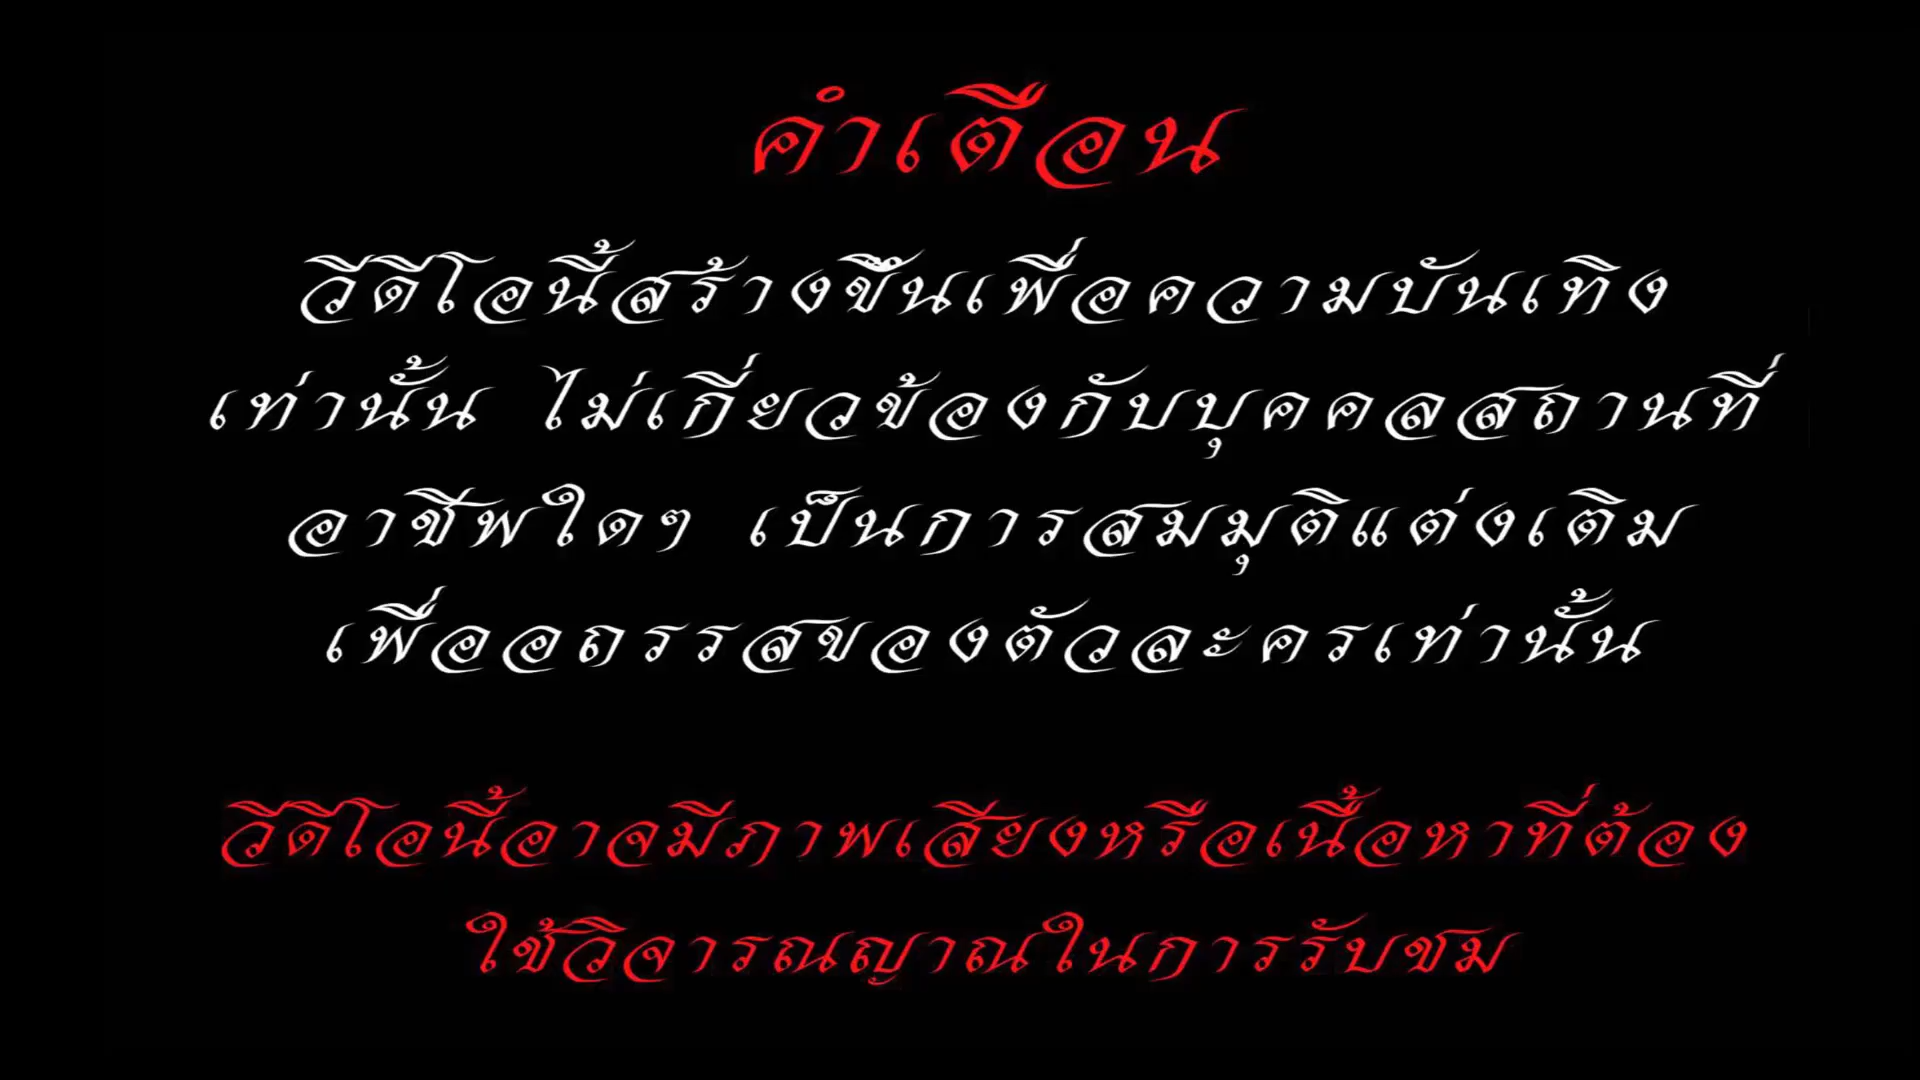 คำเตือน
วีดีโอนี้สร้างขึ้นเพื่อความบันเทิง
เท่านั้น ไม่เกี่ยวข้องกับบุคคลสถานที่
อาชีพใดๆ เป็นการสมมุติแต่งเติม
เพื่ออถรรสของตัวละครเท่านั้น
วีดีโอนี้อาจมีภาพเสียงหรือเนื้อหาที่ต้อง
ใช้วิจารณญาณในการรับชม